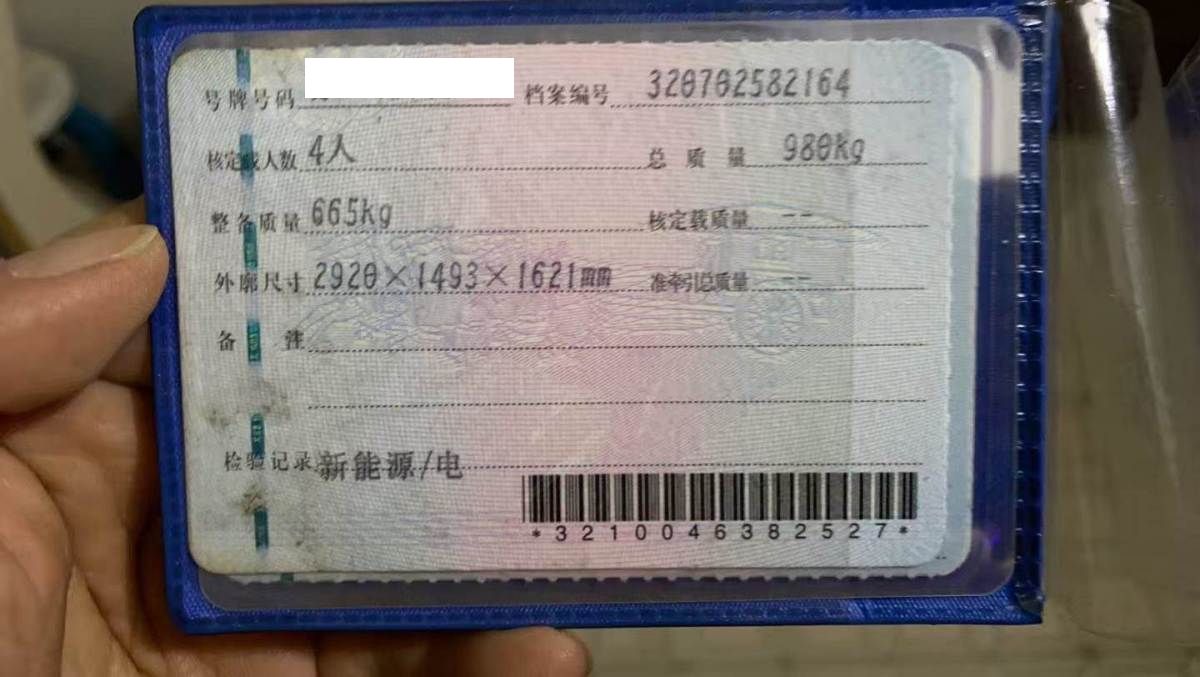 号牌号码 档案编号 320702582164
核定载人数 4人 总质量 980kg
整备质量 665kg 核定载质量 --
外廓尺寸 2920×1493×1621mm 准牵引总质量 --
备注
检验记录 新能源/电
*3210046382527*